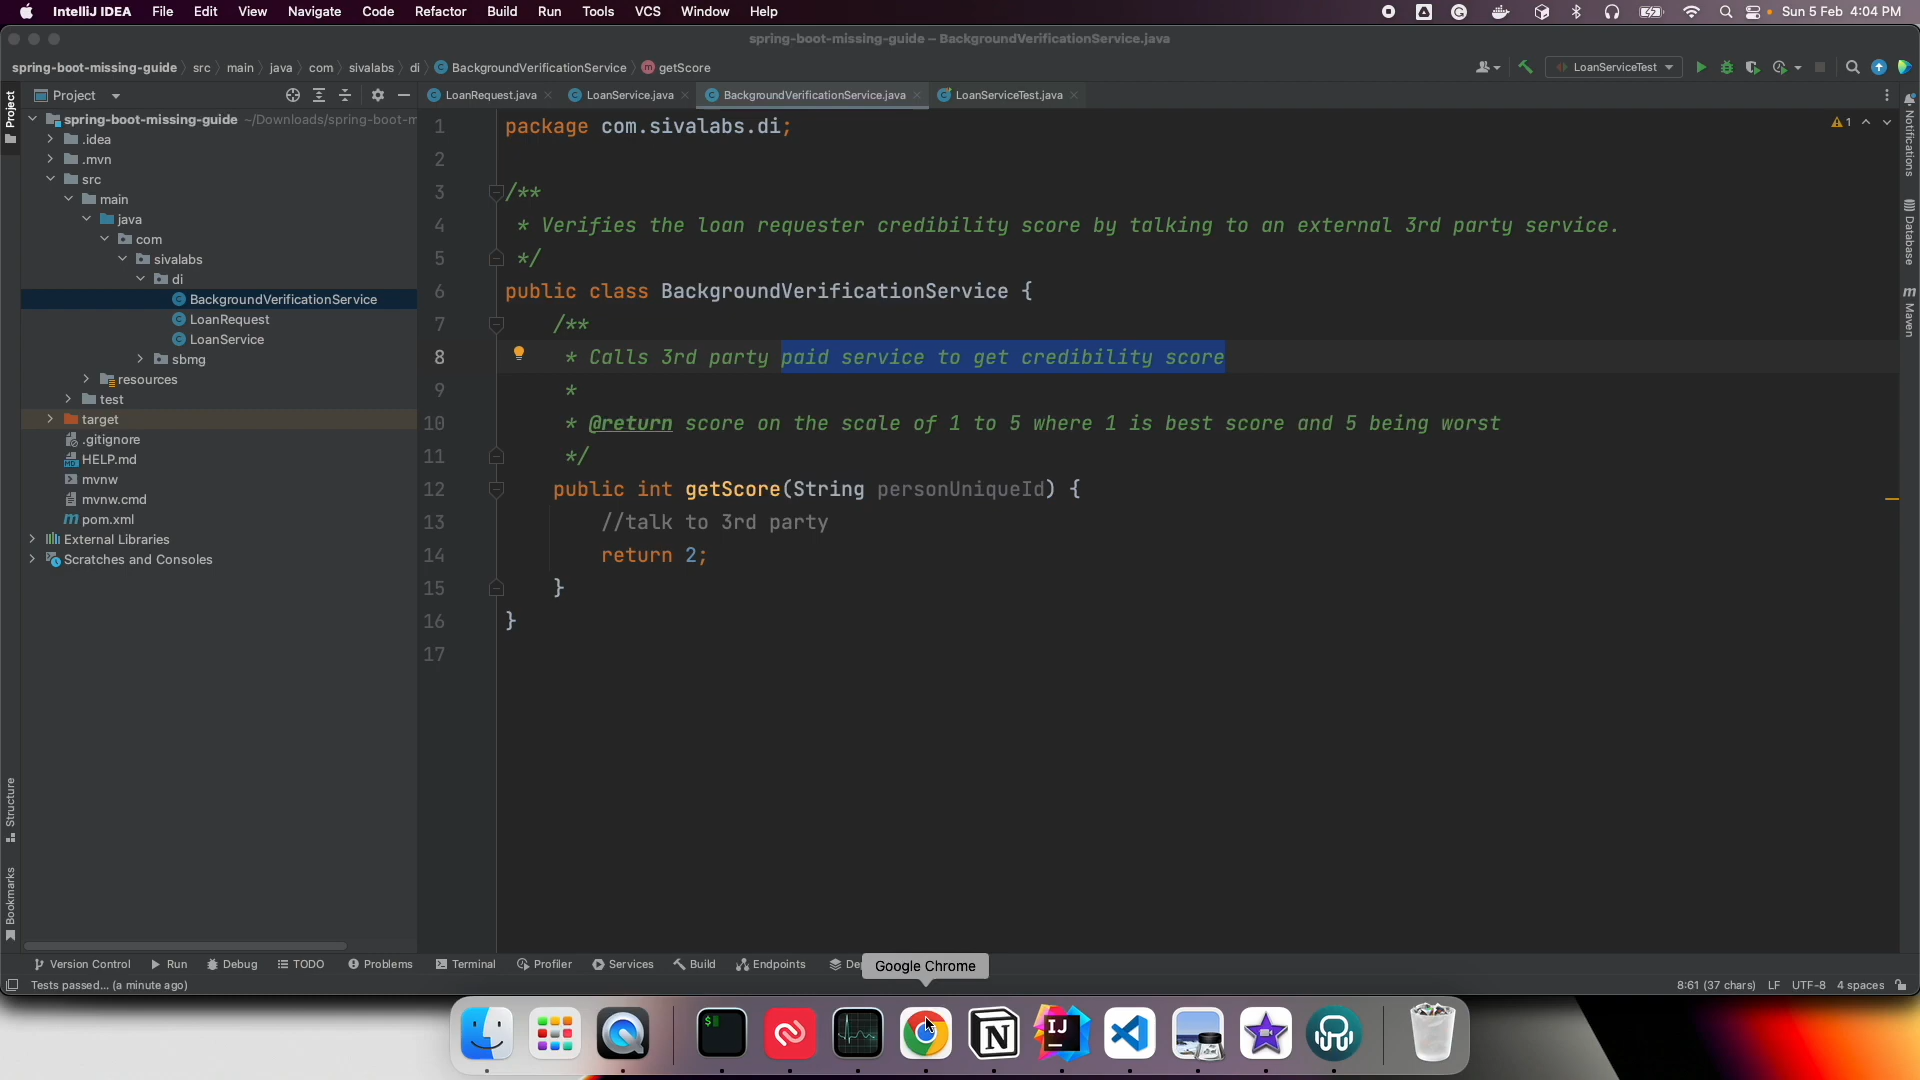 IntelliJ IDEA File Edit View Navigate Code Refactor Build Run Tools VCS Window Help Sun 5 Feb 4:04 PM
spring-boot-missing-guide – BackgroundVerificationService.java
spring-boot-missing-guide src main java com sivalabs di BackgroundVerificationService getScore LoanServiceTest
Project
LoanRequest.java LoanService.java BackgroundVerificationService.java LoanServiceTest.java
Project
Structure
Bookmarks
spring-boot-missing-guide ~/Downloads/spring-boot-m
.idea
.mvn
src
main
java
com
sivalabs
di
BackgroundVerificationService
LoanRequest
LoanService
sbmg
resources
test
target
.gitignore
HELP.md
mvnw
mvnw.cmd
pom.xml
External Libraries
Scratches and Consoles
1 package com.sivalabs.di;
2
3 /**
4 * Verifies the loan requester credibility score by talking to an external 3rd party service.
5 */
6 public class BackgroundVerificationService {
7 /**
8 * Calls 3rd party paid service to get credibility score
9 *
10 * @return score on the scale of 1 to 5 where 1 is best score and 5 being worst
11 */
12 public int getScore(String personUniqueId) {
13 //talk to 3rd party
14 return 2;
15 }
16 }
17
1
Notifications
Database
Maven
Version Control Run Debug TODO Problems Terminal Profiler Services Build Endpoints De
Google Chrome
Tests passed... (a minute ago) 8:61 (37 chars) LF UTF-8 4 spaces